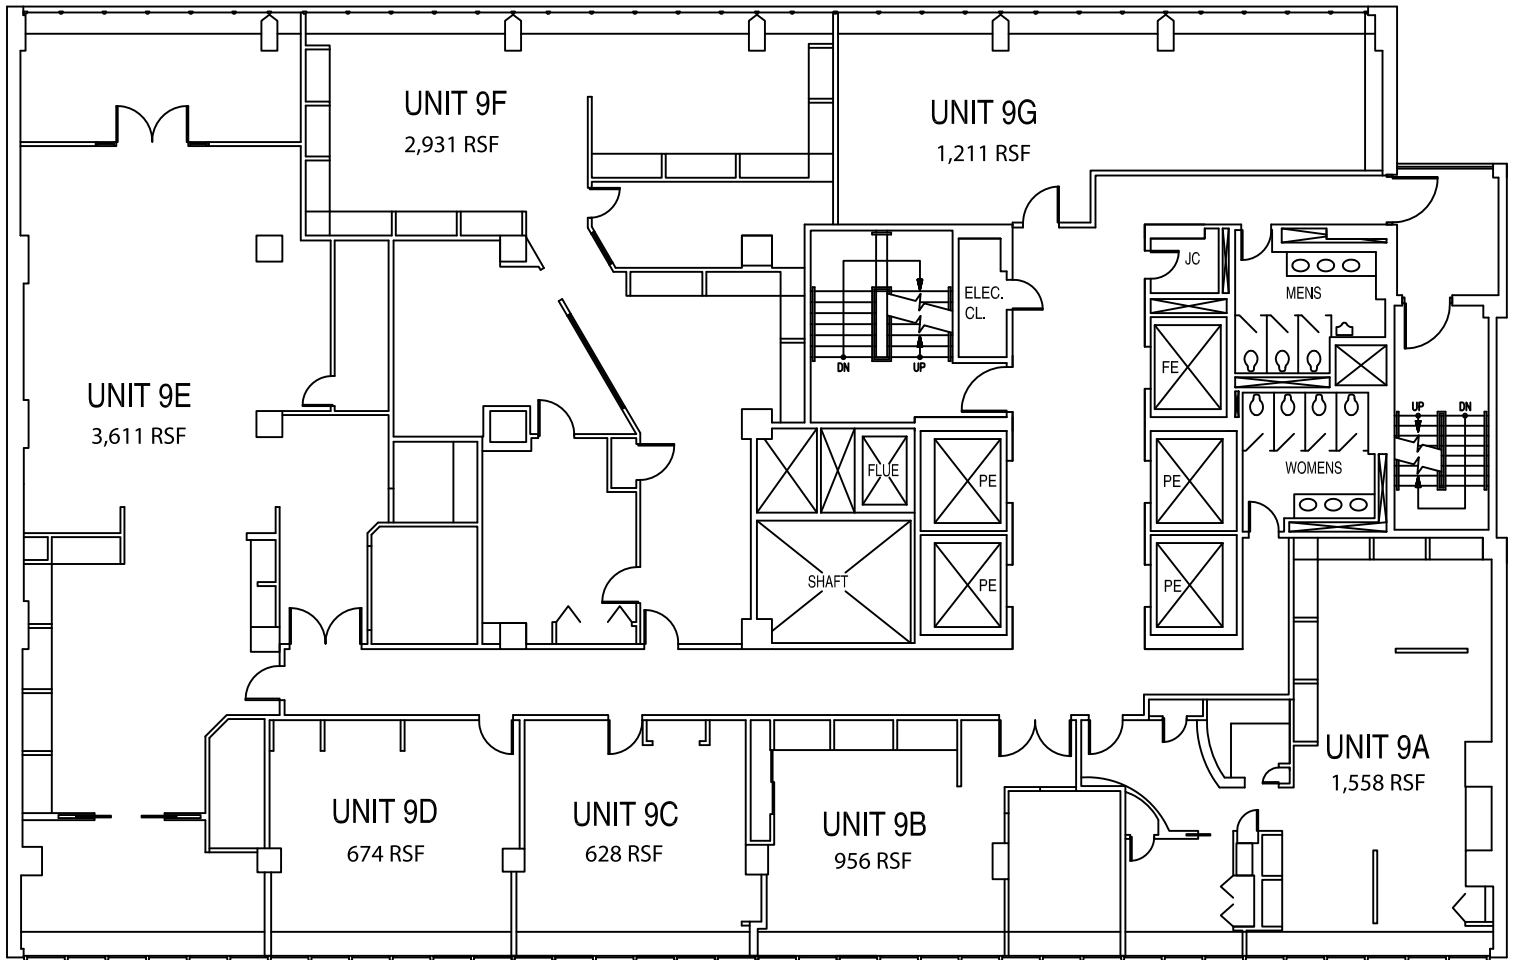 UNIT 9F
2,931 RSF
UNIT 9G
1,211 RSF
JC
MENS
ELEC.
CL.
DN
UP
FE
UNIT 9E
3,611 RSF
UP
DN
FLUE
PE
PE
WOMENS
SHAFT
PE
PE
UNIT 9A
1,558 RSF
UNIT 9D
674 RSF
UNIT 9C
628 RSF
UNIT 9B
956 RSF